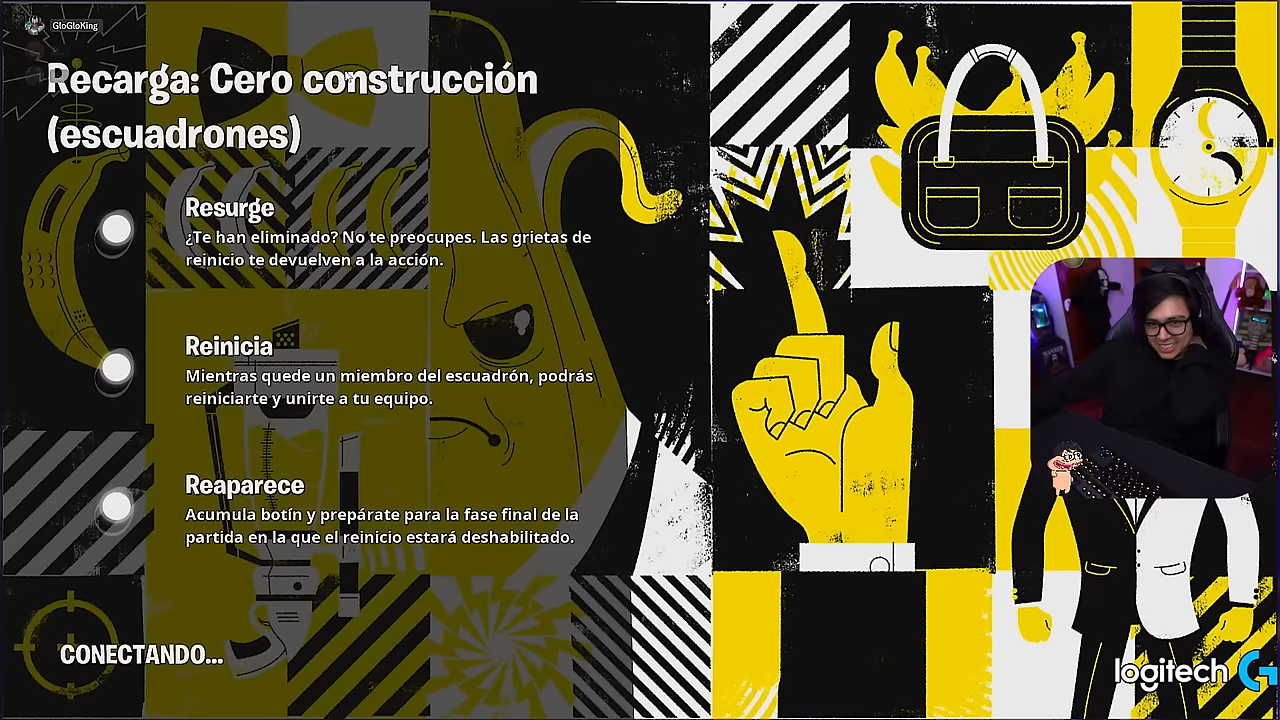 GloGloKing
Recarga: Cero construcción
(escuadrones)
Resurge
¿Te han eliminado? No te preocupes. Las grietas de
reinicio te devuelven a la acción.
Reinicia
Mientras quede un miembro del escuadrón, podrás
reiniciarte y unirte a tu equipo.
Reaparece
Acumula botín y prepárate para la fase final de la
partida en la que el reinicio estará deshabilitado.
CONECTANDO...
logitech G